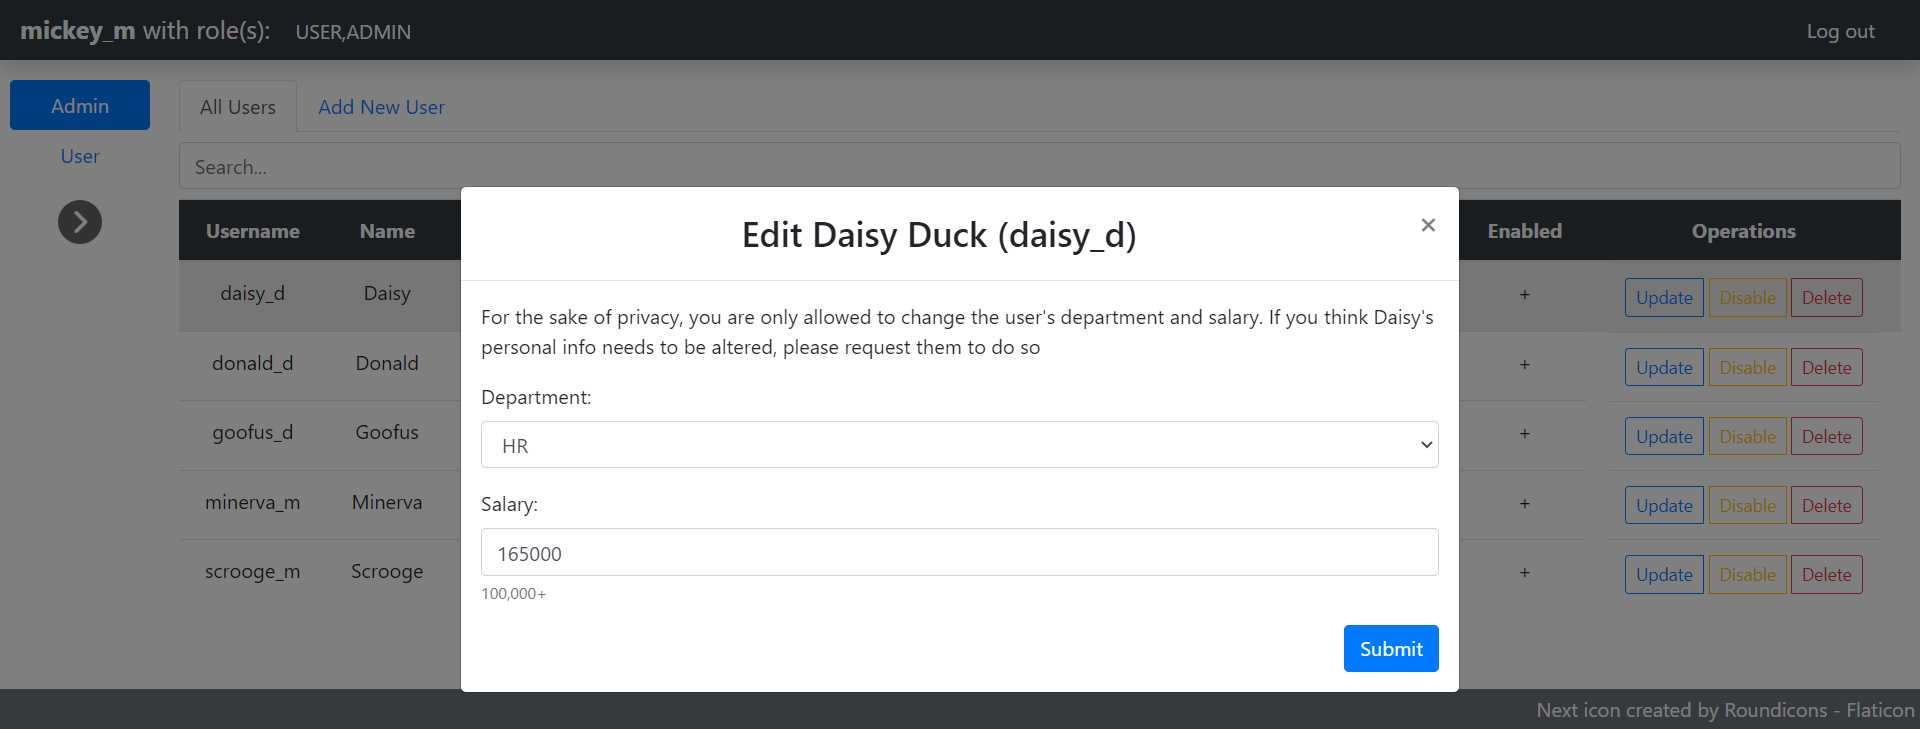 mickey_m with role(s): USER,ADMIN
Log out
Admin
User
All Users
Add New User
Search...
Username Name Enabled Operations
daisy_d Daisy + Update Disable Delete
donald_d Donald + Update Disable Delete
goofus_d Goofus + Update Disable Delete
minerva_m Minerva + Update Disable Delete
scrooge_m Scrooge + Update Disable Delete
Edit Daisy Duck (daisy_d)
×
For the sake of privacy, you are only allowed to change the user's department and salary. If you think Daisy's
personal info needs to be altered, please request them to do so
Department:
HR
Salary:
165000
100,000+
Submit
Next icon created by Roundicons - Flaticon